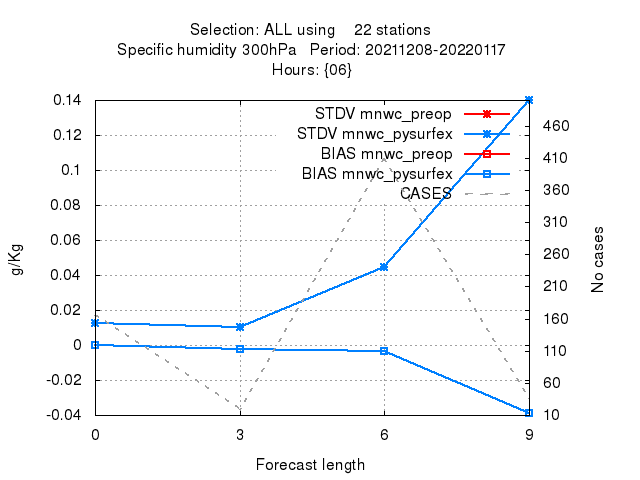 Selection: ALL using 22 stations
Specific humidity 300hPa Period: 20211208-20220117
Hours: {06}
STDV mnwc_preop
STDV mnwc_pysurfex
BIAS mnwc_preop
BIAS mnwc_pysurfex
CASES
0.14
0.12
0.1
0.08
0.06
0.04
0.02
0
-0.02
-0.04
g/Kg
460
410
360
310
260
210
160
110
60
10
No cases
0 3 6 9
Forecast length